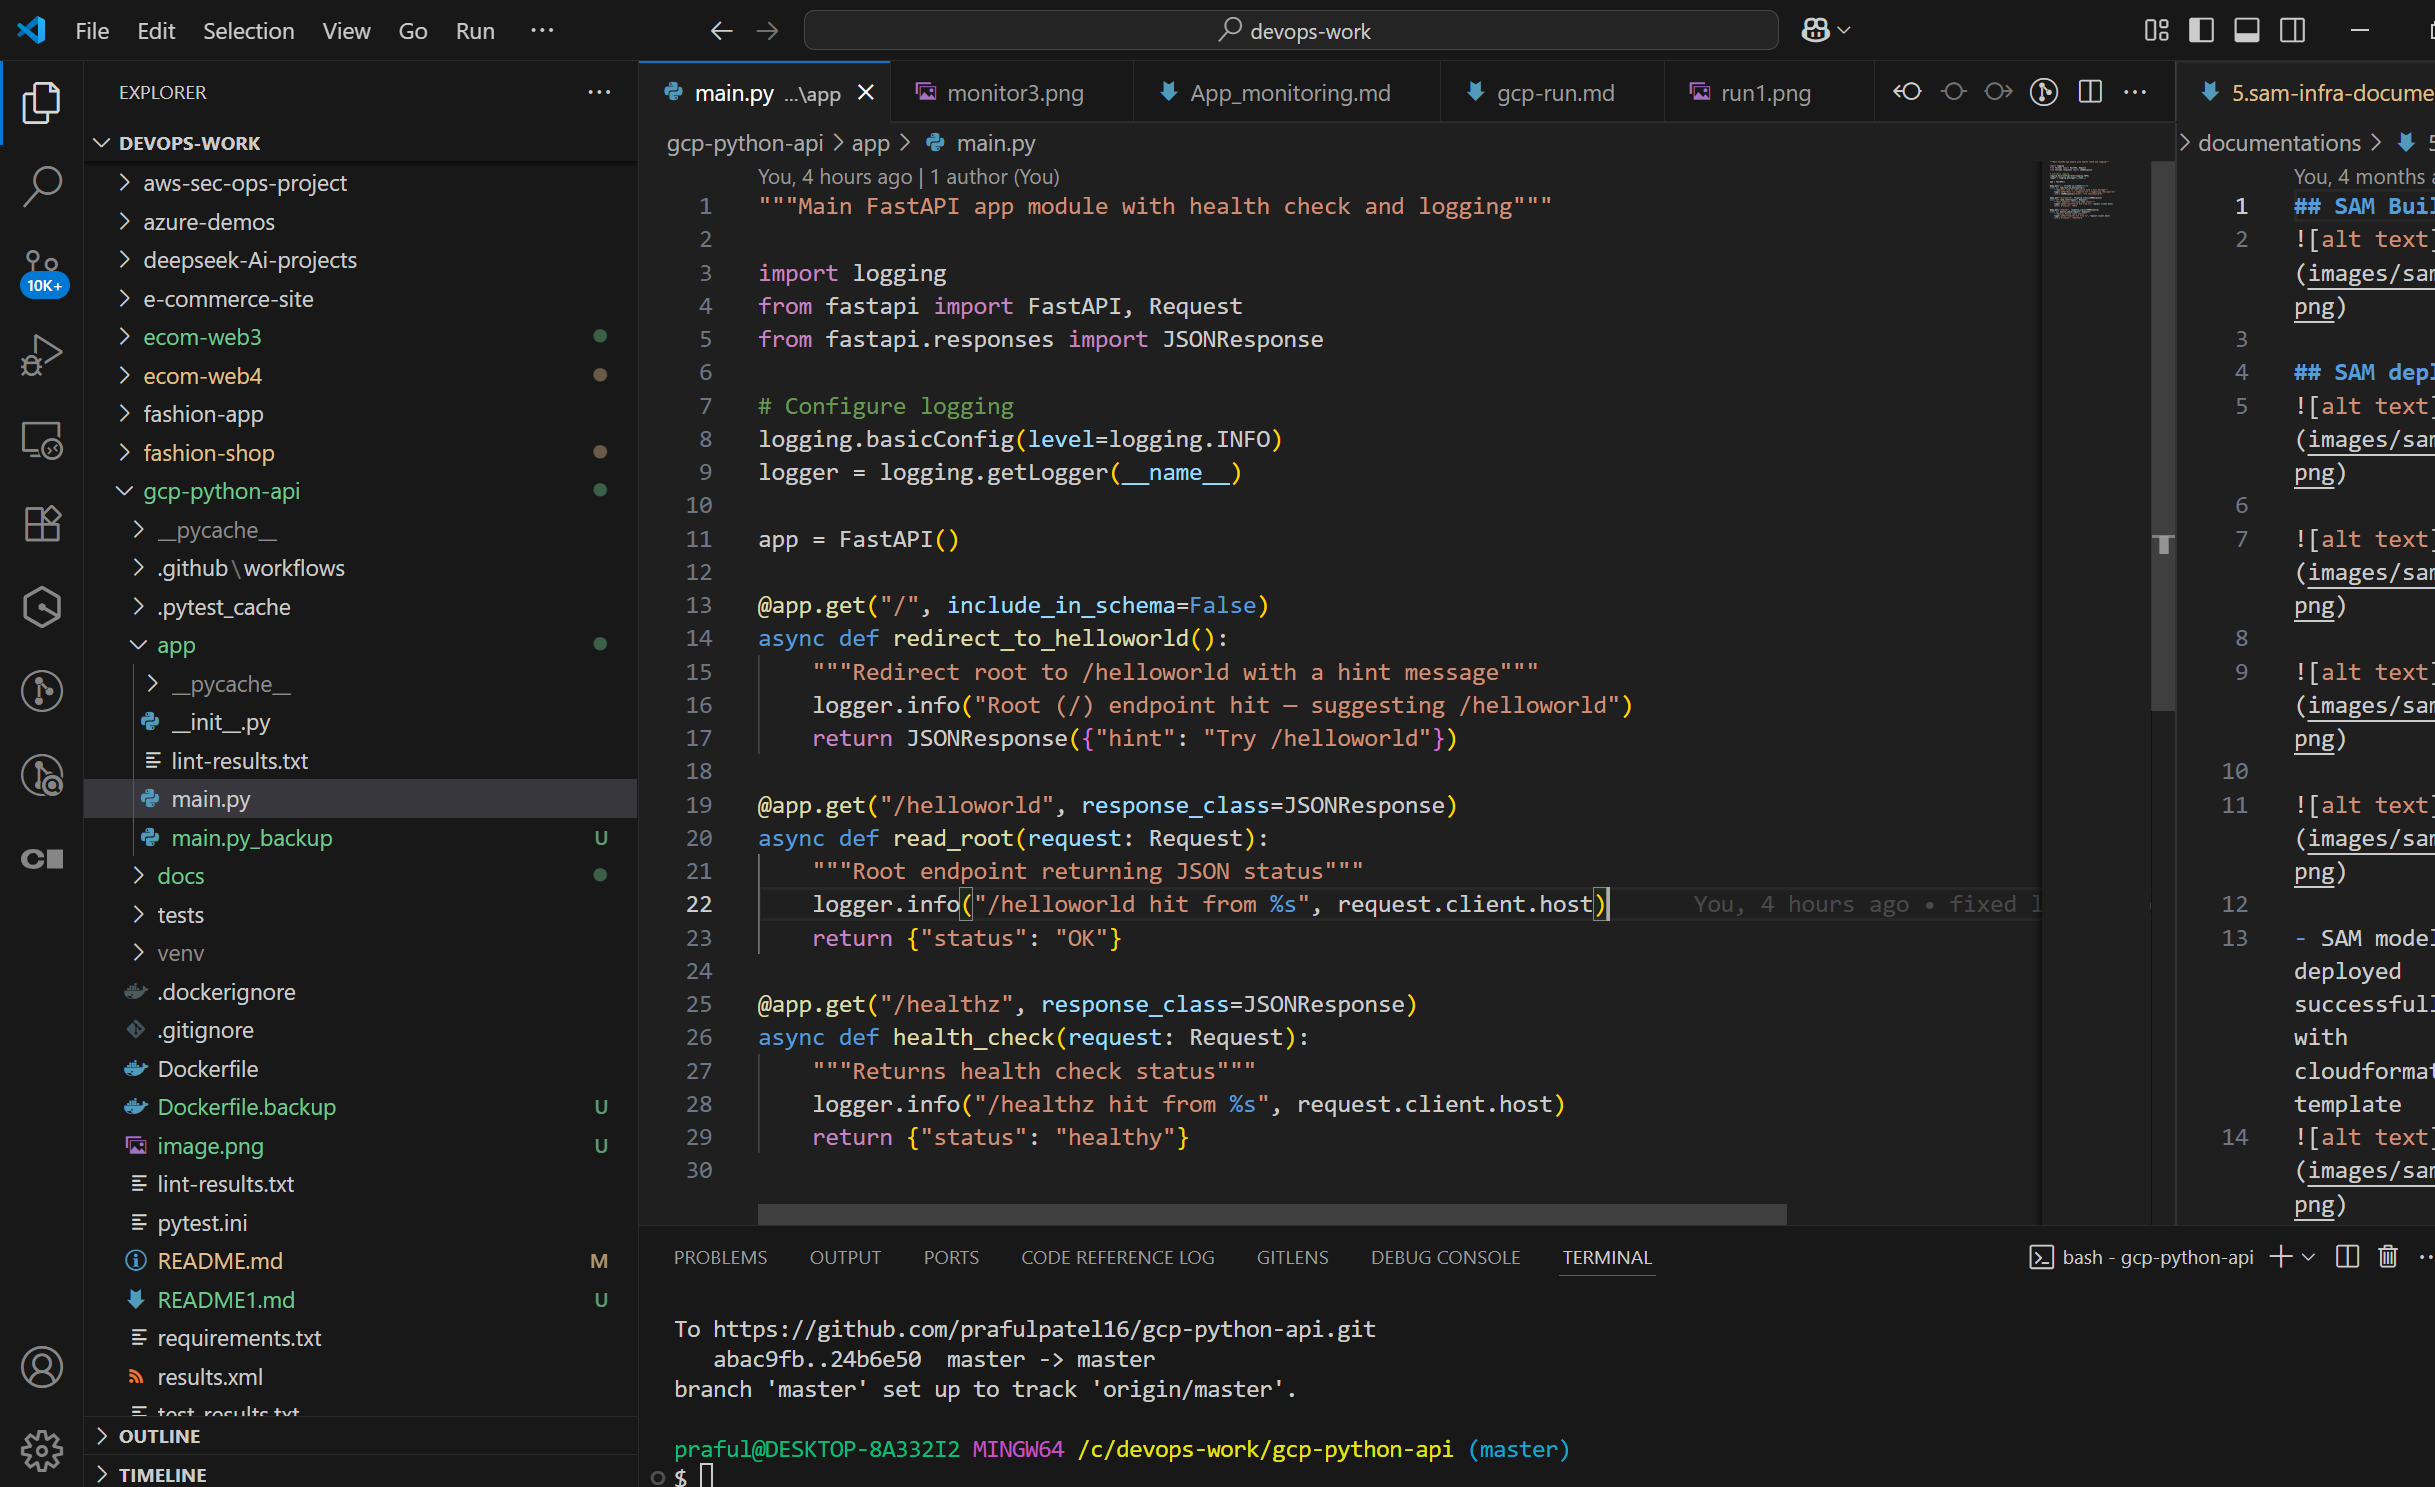 File Edit Selection View Go Run ···
devops-work
EXPLORER
DEVOPS-WORK
aws-sec-ops-project
azure-demos
deepseek-Ai-projects
e-commerce-site
10K+
ecom-web3
ecom-web4
fashion-app
fashion-shop
gcp-python-api
__pycache__
.github\workflows
.pytest_cache
app
__pycache__
__init__.py
lint-results.txt
main.py
main.py_backup U
docs
tests
venv
.dockerignore
.gitignore
Dockerfile
Dockerfile.backup U
image.png U
lint-results.txt
pytest.ini
README.md M
README1.md U
requirements.txt
results.xml
test_results.txt
OUTLINE
TIMELINE
main.py ...\app
monitor3.png
App_monitoring.md
gcp-run.md
run1.png
gcp-python-api > app > main.py
You, 4 hours ago | 1 author (You)
1 """Main FastAPI app module with health check and logging"""
2
3 import logging
4 from fastapi import FastAPI, Request
5 from fastapi.responses import JSONResponse
6
7 # Configure logging
8 logging.basicConfig(level=logging.INFO)
9 logger = logging.getLogger(__name__)
10
11 app = FastAPI()
12
13 @app.get("/", include_in_schema=False)
14 async def redirect_to_helloworld():
15 """Redirect root to /helloworld with a hint message"""
16 logger.info("Root (/) endpoint hit — suggesting /helloworld")
17 return JSONResponse({"hint": "Try /helloworld"})
18
19 @app.get("/helloworld", response_class=JSONResponse)
20 async def read_root(request: Request):
21 """Root endpoint returning JSON status"""
22 logger.info("/helloworld hit from %s", request.client.host) You, 4 hours ago • fixed l
23 return {"status": "OK"}
24
25 @app.get("/healthz", response_class=JSONResponse)
26 async def health_check(request: Request):
27 """Returns health check status"""
28 logger.info("/healthz hit from %s", request.client.host)
29 return {"status": "healthy"}
30
5.sam-infra-docume
> documentations > 5
You, 4 months a
1 ## SAM Buil
2 ![alt text]
(images/sam
png)
3
4 ## SAM depl
5 ![alt text]
(images/sam
png)
6
7 ![alt text]
(images/sam
png)
8
9 ![alt text]
(images/sam
png)
10
11 ![alt text]
(images/sam
png)
12
13 - SAM model
deployed
successfull
with
cloudformat
template
14 ![alt text]
(images/sam
png)
PROBLEMS OUTPUT PORTS CODE REFERENCE LOG GITLENS DEBUG CONSOLE TERMINAL
bash - gcp-python-api
To https://github.com/prafulpatel16/gcp-python-api.git
abac9fb..24b6e50 master -> master
branch 'master' set up to track 'origin/master'.
praful@DESKTOP-8A332I2 MINGW64 /c/devops-work/gcp-python-api (master)
$